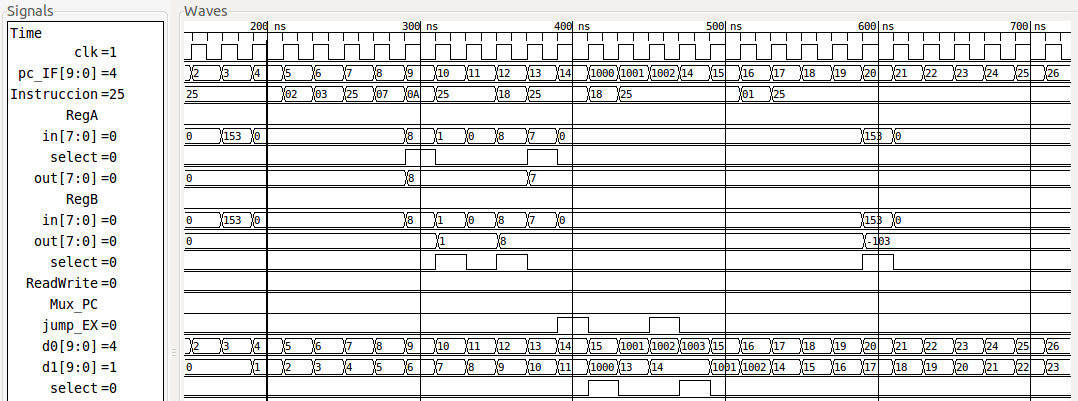 Signals
Waves
Time
200 ns 300 ns 400 ns 500 ns 600 ns 700 ns
clk =1
pc_IF[9:0] =4 2 3 4 5 6 7 8 9 10 11 12 13 14 1000 1001 1002 14 15 16 17 18 19 20 21 22 23 24 25 26
Instruccion =25 25 02 03 25 07 0A 25 18 25 18 25 01 25
RegA
in[7:0] =0 0 153 0 8 1 0 8 7 0 153 0
select =0
out[7:0] =0 0 8 7
RegB
in[7:0] =0 0 153 0 8 1 0 8 7 0 153 0
out[7:0] =0 0 1 8 -103
select =0
ReadWrite =0
Mux_PC
jump_EX =0
d0[9:0] =4 2 3 4 5 6 7 8 9 10 11 12 13 14 15 1001 1002 1003 15 16 17 18 19 20 21 22 23 24 25 26
d1[9:0] =1 0 1 2 3 4 5 6 7 8 9 10 11 1000 13 14 1001 1002 14 15 16 17 18 19 20 21 22 23
select =0